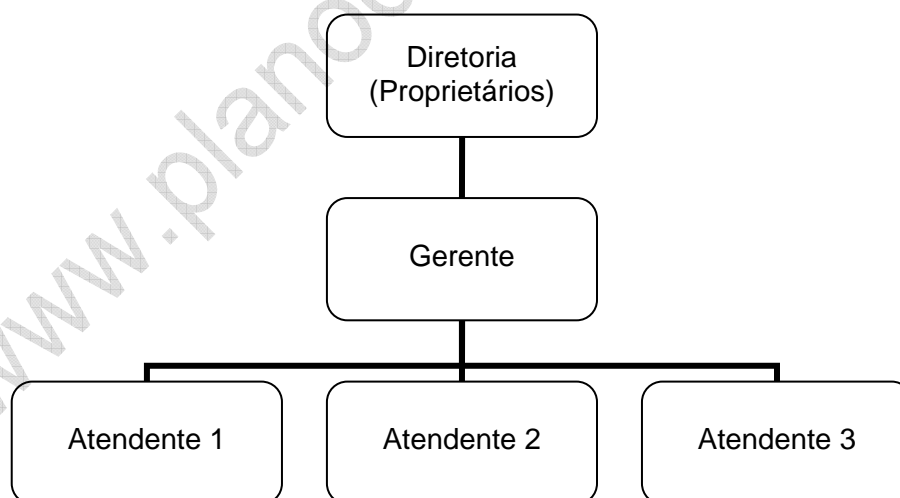 Diretoria
(Proprietários)
Gerente
Atendente 1
Atendente 2
Atendente 3